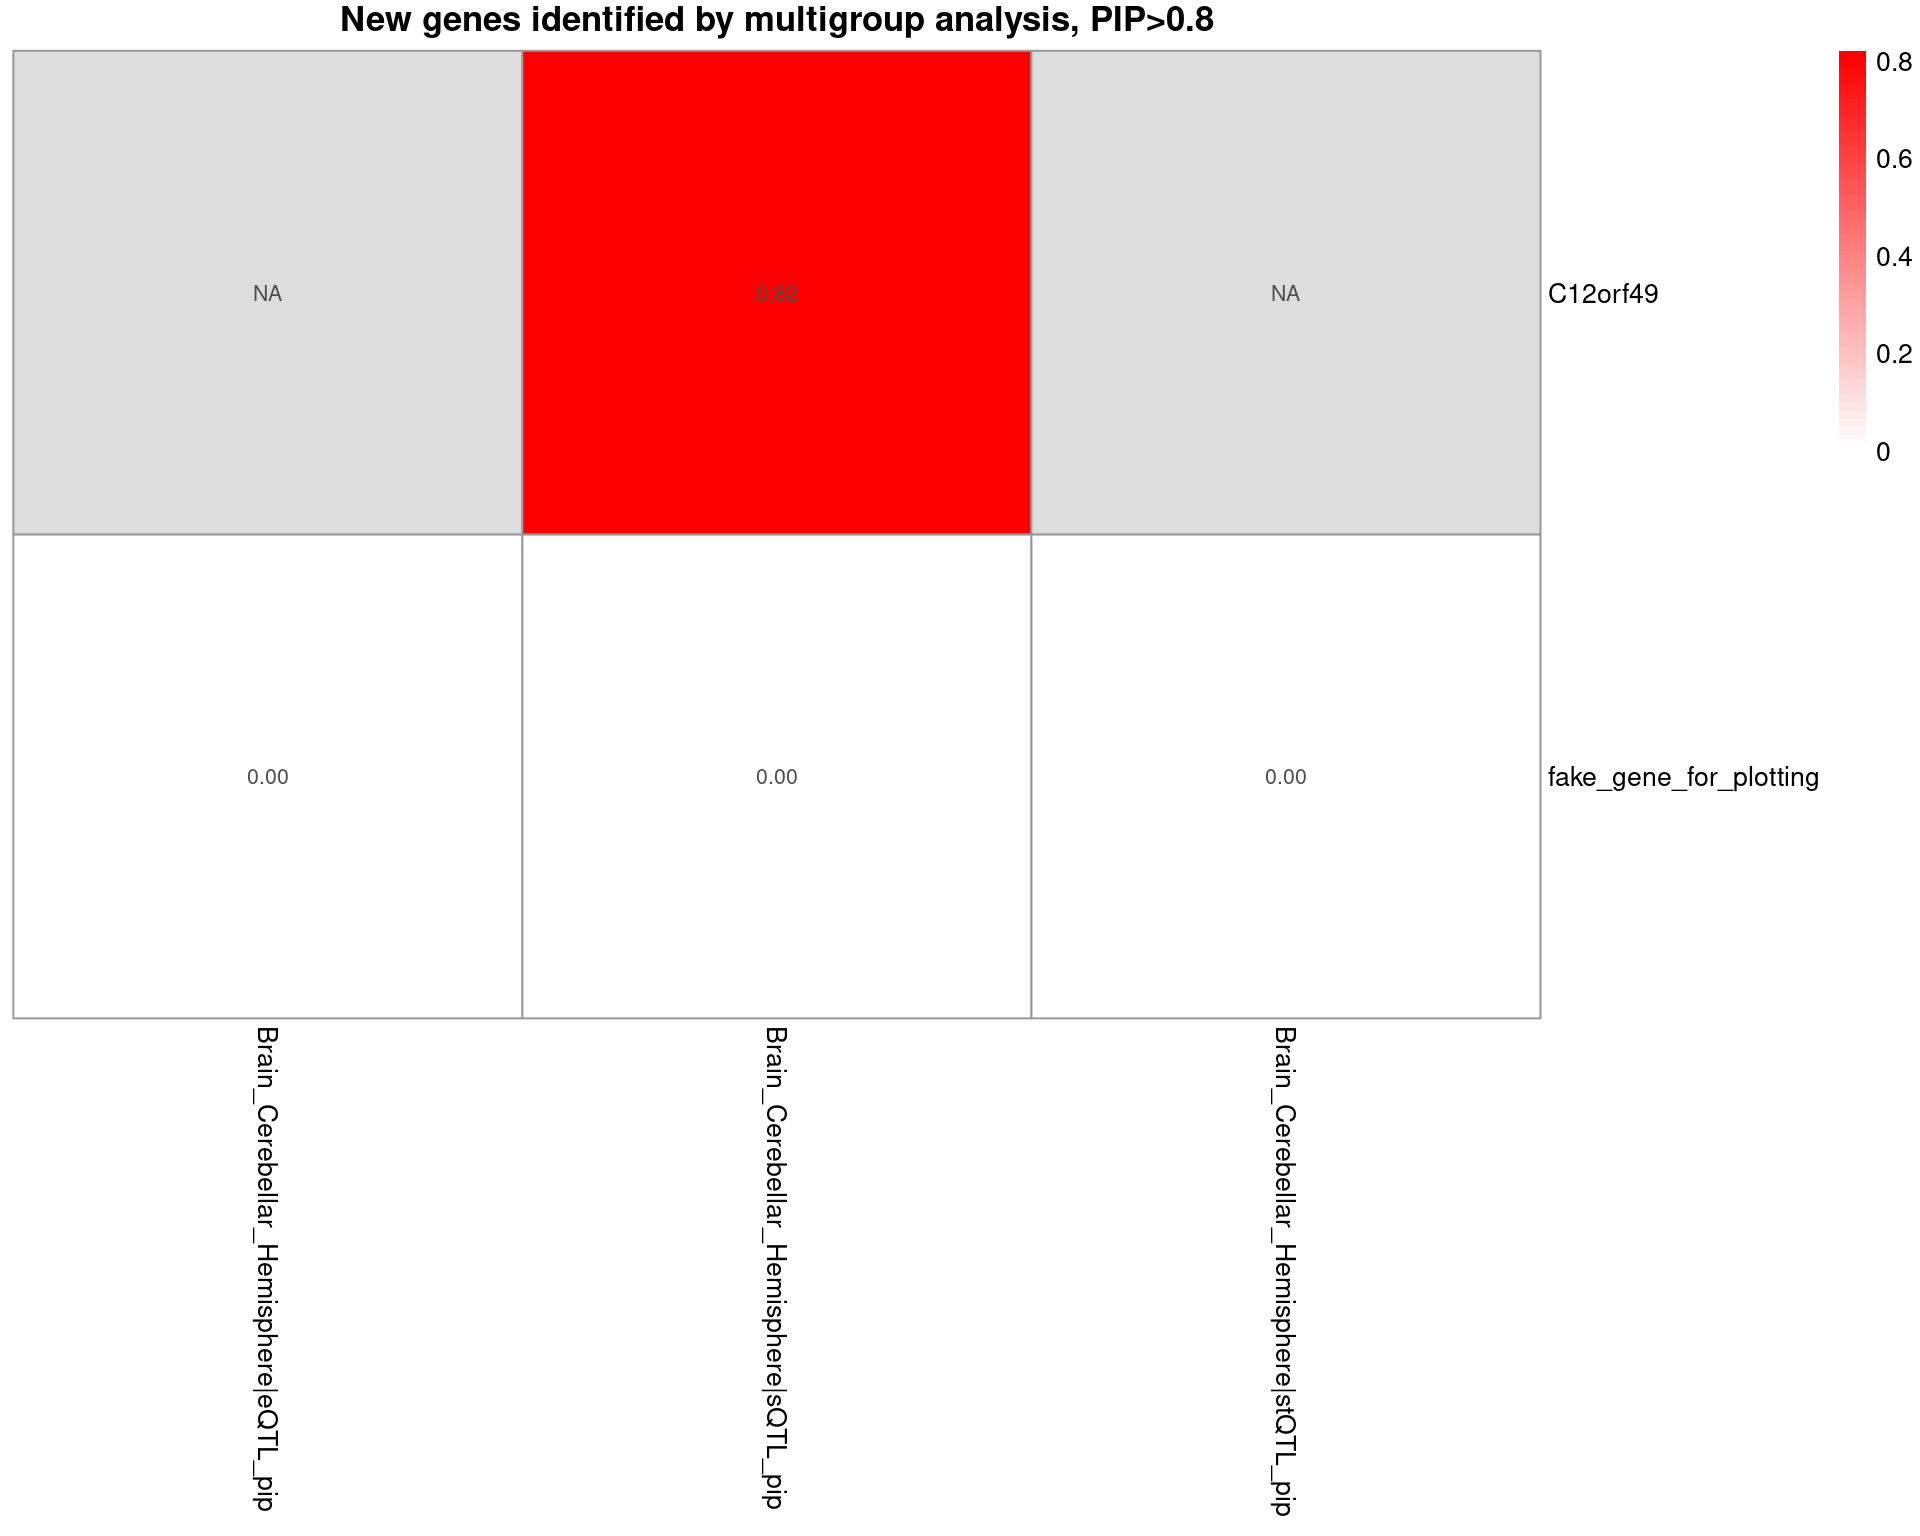 New genes identified by multigroup analysis, PIP>0.8
0.8
0.6
0.4
0.2
0
NA
0.82
NA
C12orf49
0.00
0.00
0.00
fake_gene_for_plotting
Brain_Cerebellar_Hemisphere|eQTL_pip
Brain_Cerebellar_Hemisphere|sQTL_pip
Brain_Cerebellar_Hemisphere|stQTL_pip